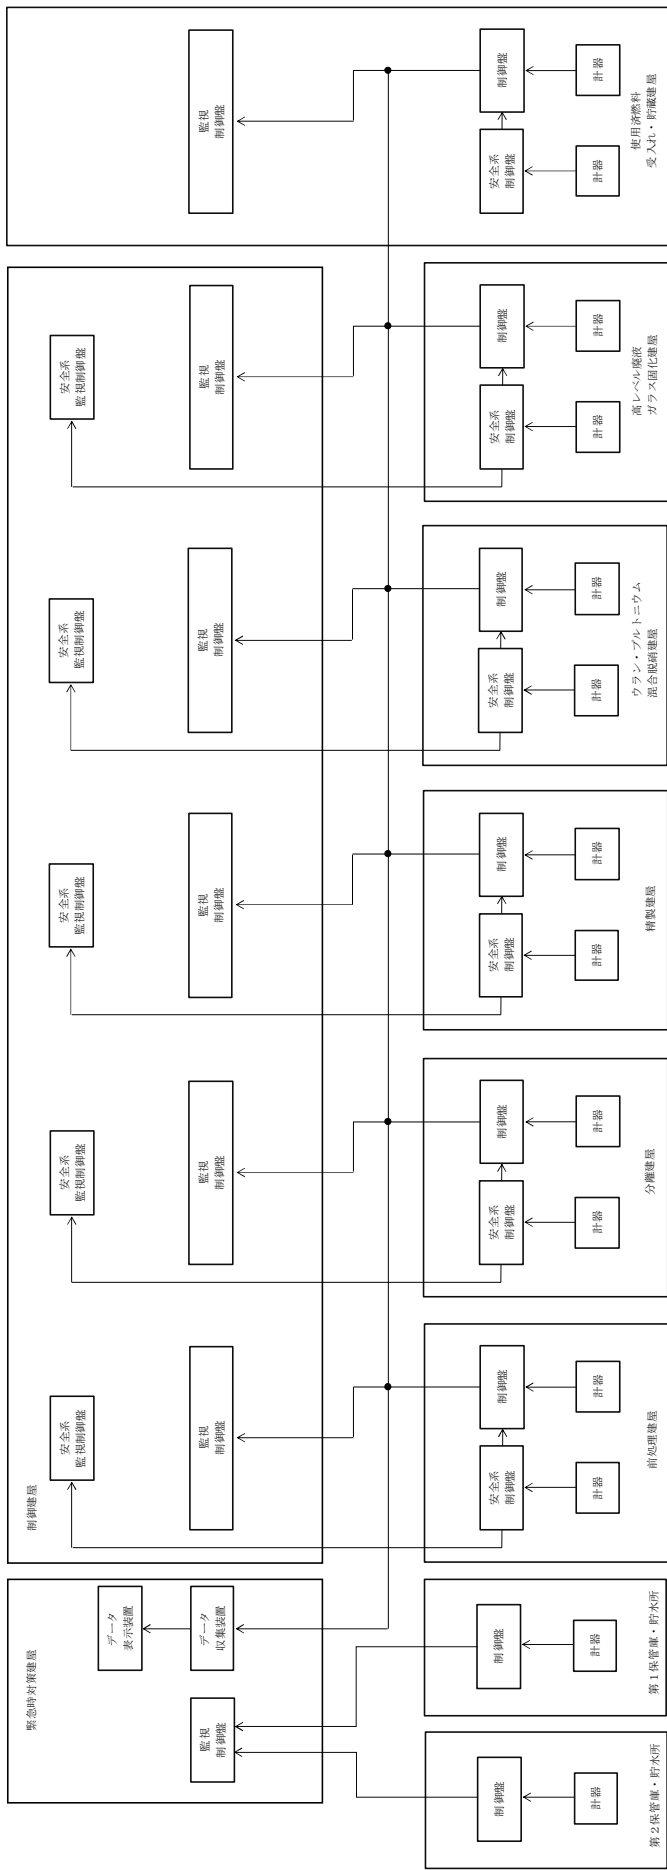 緊急時対策建屋
監視
制御盤
データ
収集装置
データ
表示装置
制御建屋
安全系
監視制御盤
監視
制御盤
安全系
監視制御盤
監視
制御盤
安全系
監視制御盤
監視
制御盤
安全系
監視制御盤
監視
制御盤
安全系
監視制御盤
監視
制御盤
監視
制御盤
制御盤
計器
第2保管庫・貯水所
制御盤
計器
第1保管庫・貯水所
安全系
制御盤
制御盤
計器
計器
前処理建屋
安全系
制御盤
制御盤
計器
計器
分離建屋
安全系
制御盤
制御盤
計器
計器
精製建屋
安全系
制御盤
制御盤
計器
計器
ウラン・プルトニウム
混合脱硝建屋
安全系
制御盤
制御盤
計器
計器
高レベル廃液
ガラス固化建屋
安全系
制御盤
制御盤
計器
計器
使用済燃料
受入れ・貯蔵建屋